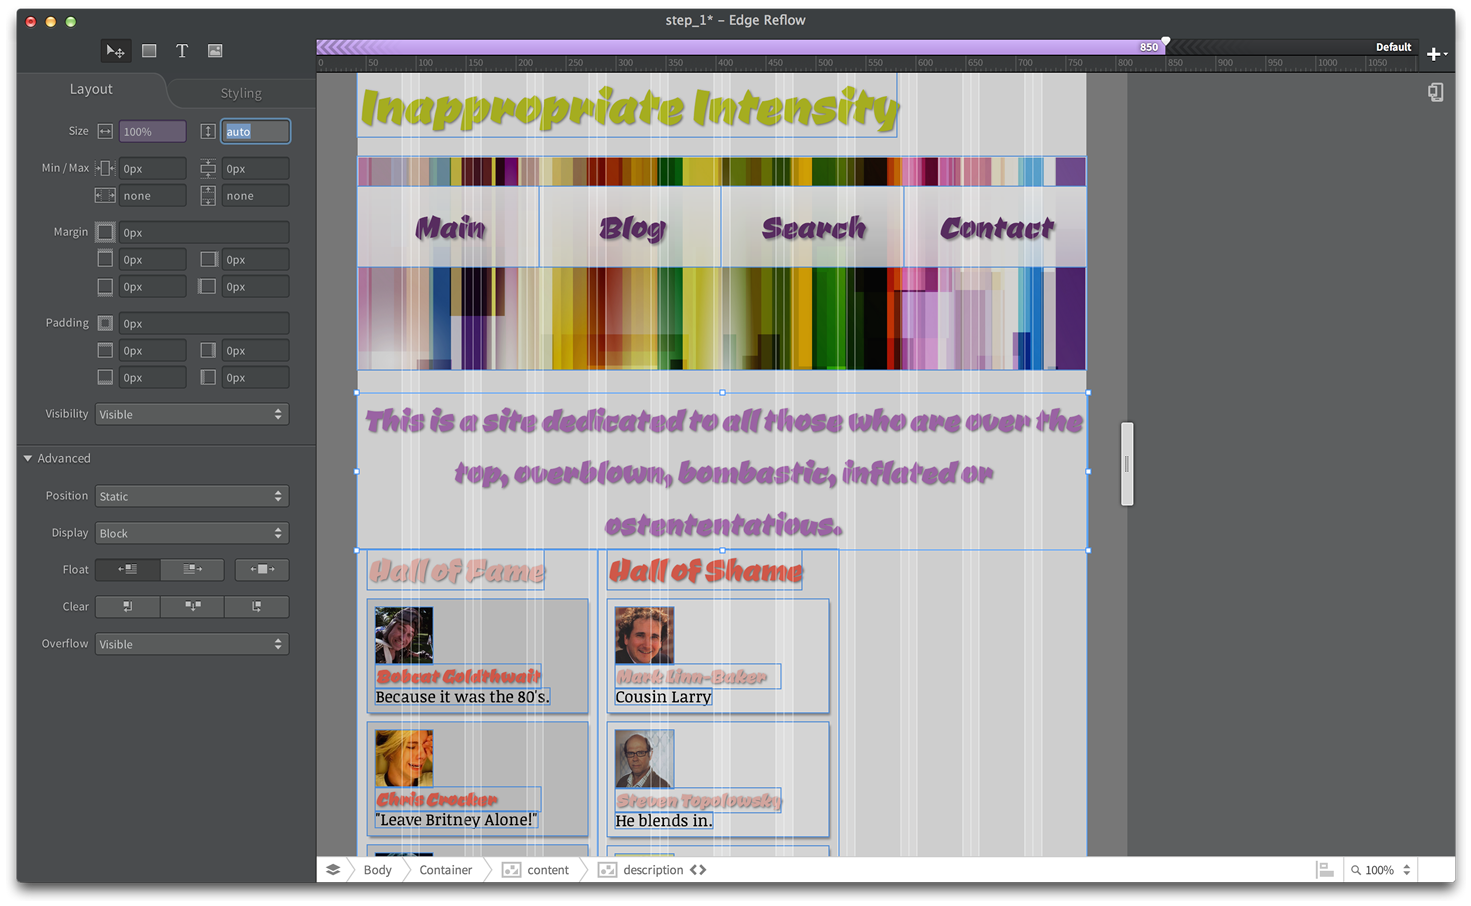 step_1* – Edge Reflow
850
Default
0 50 100 150 200 250 300 350 400 450 500 550 600 650 700 750 800 850 900 950 1000 1050
Layout
Styling
Size 100% auto
Min / Max 0px 0px
none none
Margin 0px
0px 0px
0px 0px
Padding 0px
0px 0px
0px 0px
Visibility Visible
Advanced
Position Static
Display Block
Float
Clear
Overflow Visible
Inappropriate Intensity
Main Blog Search Contact
This is a site dedicated to all those who are over the
top, overblown, bombastic, inflated or
ostententatious.
Hall of Fame
Bobcat Goldthwait
Because it was the 80's.
Chris Crocker
"Leave Britney Alone!"
Hall of Shame
Mark Linn-Baker
Cousin Larry
Steven Topolowsky
He blends in.
Body Container content description
100%